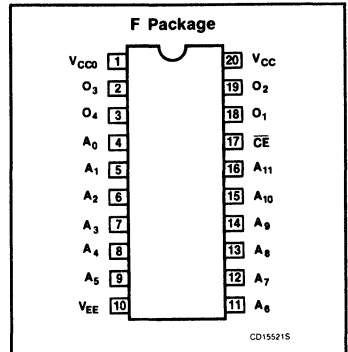 F Package
VCC0 1 20 VCC
O3 2 19 O2
O4 3 18 O1
A0 4 17 C̅E̅
A1 5 16 A11
A2 6 15 A10
A3 7 14 A9
A4 8 13 A8
A5 9 12 A7
VEE 10 11 A6
CD15521S